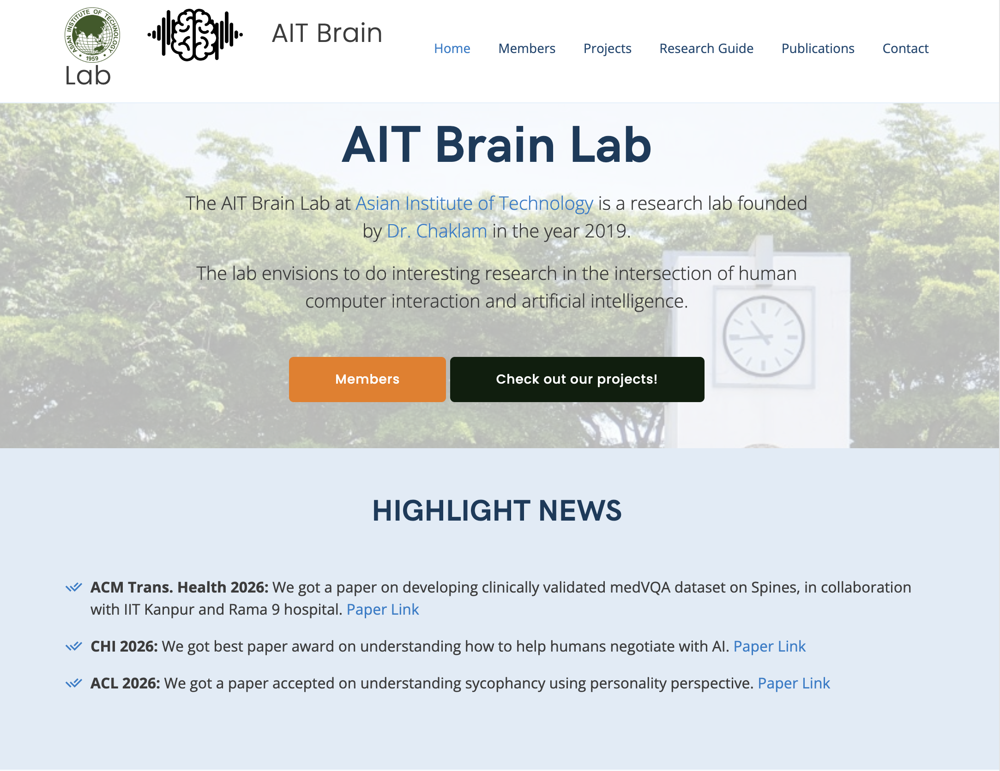 ASIAN INSTITUTE OF TECHNOLOGY
1959
AIT Brain
Lab
Home Members Projects Research Guide Publications Contact
AIT Brain Lab
The AIT Brain Lab at Asian Institute of Technology is a research lab founded
by Dr. Chaklam in the year 2019.
The lab envisions to do interesting research in the intersection of human
computer interaction and artificial intelligence.
Members
Check out our projects!
HIGHLIGHT NEWS
ACM Trans. Health 2026: We got a paper on developing clinically validated medVQA dataset on Spines, in collaboration
with IIT Kanpur and Rama 9 hospital. Paper Link
CHI 2026: We got best paper award on understanding how to help humans negotiate with AI. Paper Link
ACL 2026: We got a paper accepted on understanding sycophancy using personality perspective. Paper Link